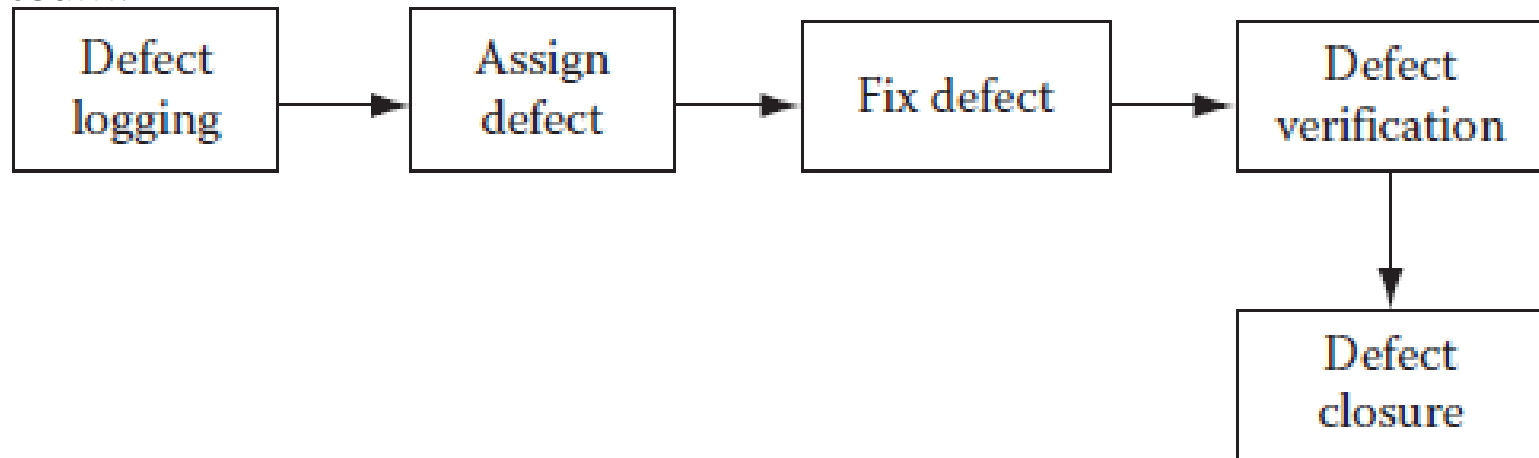 Defect
logging
Assign
defect
Fix defect
Defect
verification
Defect
closure